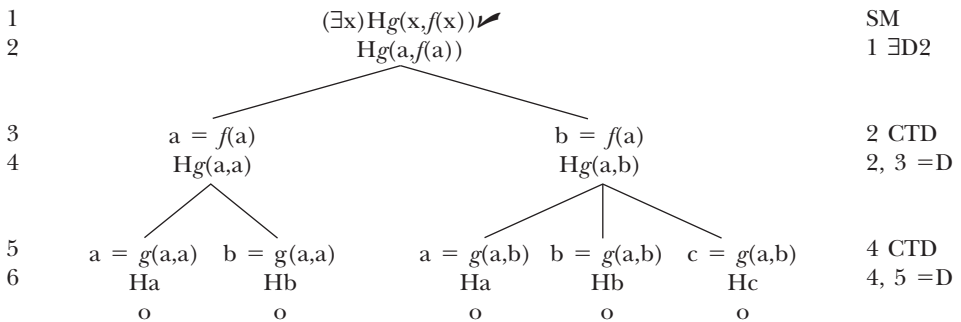 1 (∃x)Hg(x,f(x))✓ SM
2 Hg(a,f(a)) 1 ∃D2
3 a = f(a) b = f(a) 2 CTD
4 Hg(a,a) Hg(a,b) 2, 3 =D
5 a = g(a,a) b = g(a,a) a = g(a,b) b = g(a,b) c = g(a,b) 4 CTD
6 Ha Hb Ha Hb Hc 4, 5 =D
o o o o o